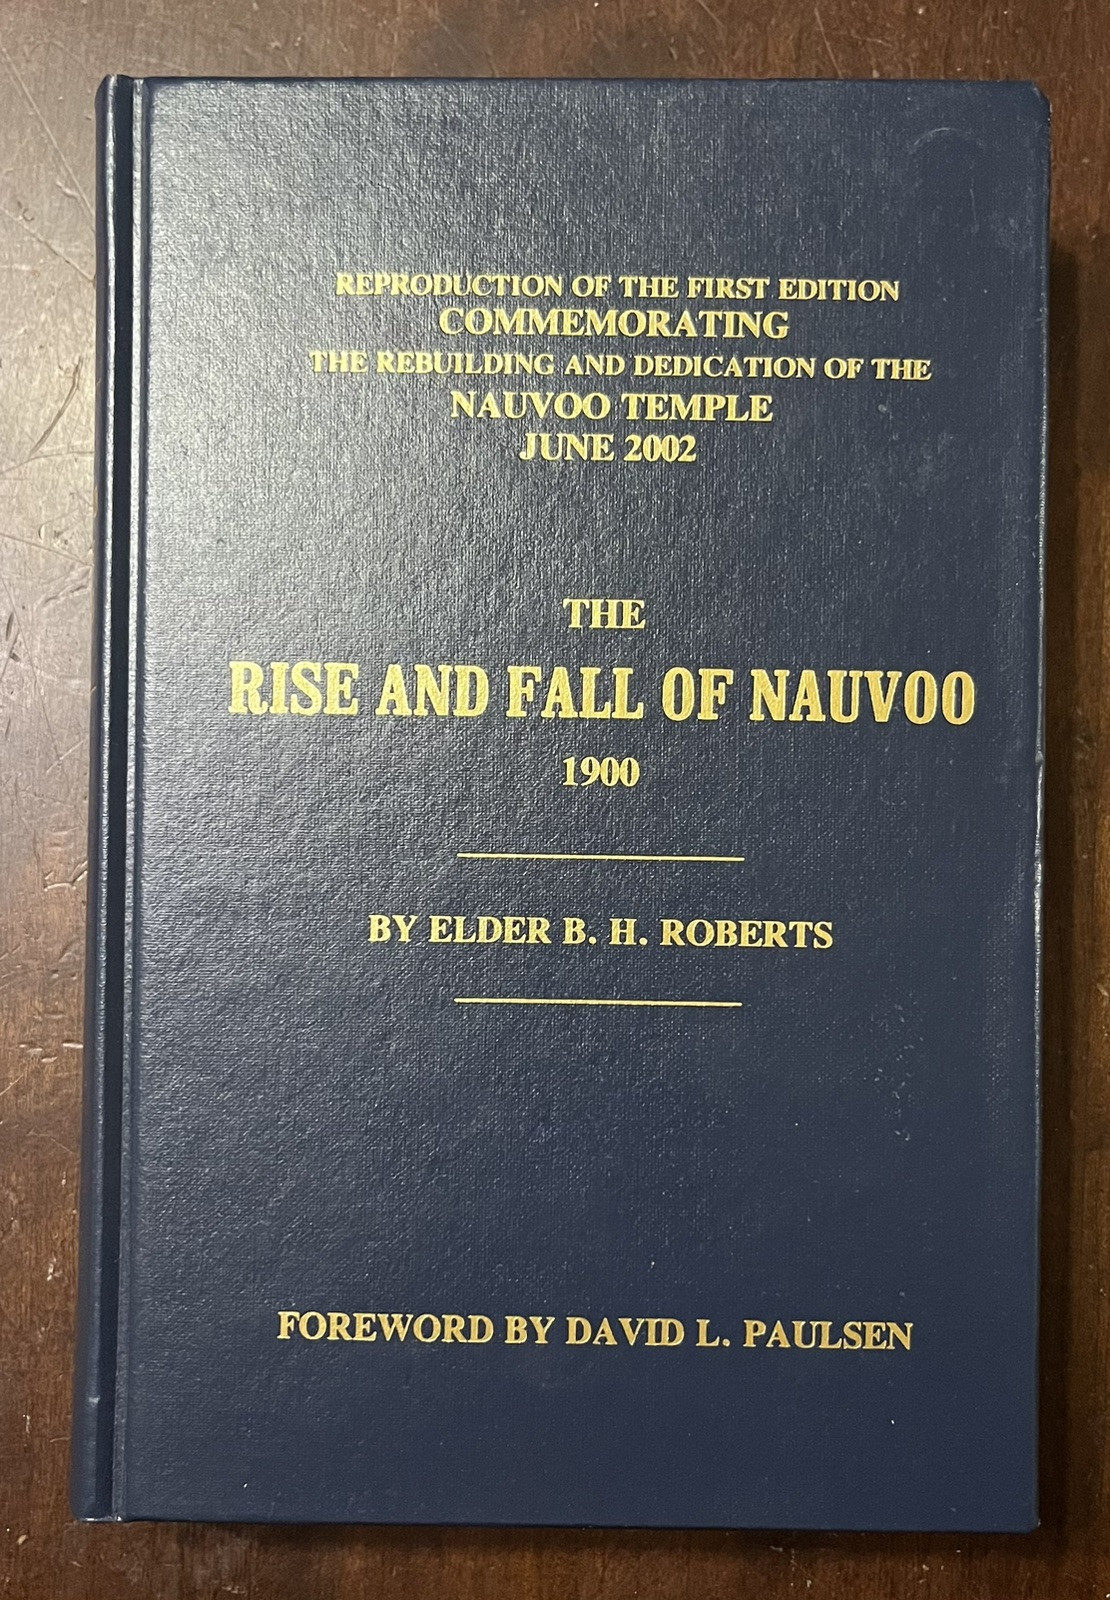 REPRODUCTION OF THE FIRST EDITION
COMMEMORATING
THE REBUILDING AND DEDICATION OF THE
NAUVOO TEMPLE
JUNE 2002
THE
RISE AND FALL OF NAUVOO
1900
BY ELDER B. H. ROBERTS
FOREWORD BY DAVID L. PAULSEN